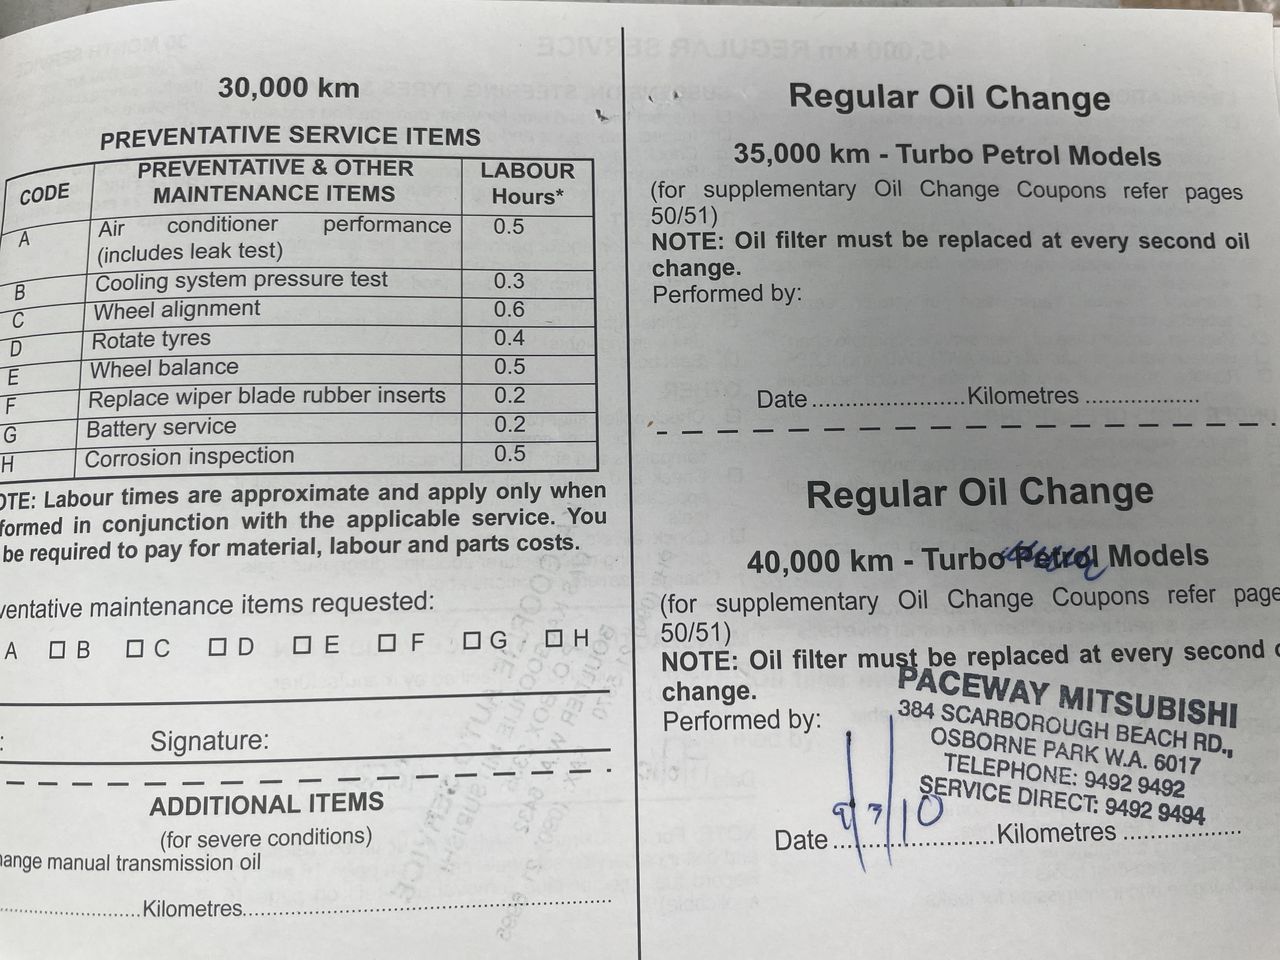 30,000 km
PREVENTATIVE SERVICE ITEMS
CODE PREVENTATIVE & OTHER MAINTENANCE ITEMS LABOUR Hours*
A Air conditioner performance (includes leak test) 0.5
B Cooling system pressure test 0.3
C Wheel alignment 0.6
D Rotate tyres 0.4
E Wheel balance 0.5
F Replace wiper blade rubber inserts 0.2
G Battery service 0.2
H Corrosion inspection 0.5
OTE: Labour times are approximate and apply only when
formed in conjunction with the applicable service. You
be required to pay for material, labour and parts costs.
ventative maintenance items requested:
A □ B □ C □ D □ E □ F □ G □ H
: Signature:
ADDITIONAL ITEMS
(for severe conditions)
hange manual transmission oil
Kilometres
Regular Oil Change
35,000 km - Turbo Petrol Models
(for supplementary Oil Change Coupons refer pages
50/51)
NOTE: Oil filter must be replaced at every second oil
change.
Performed by:
Date Kilometres
Regular Oil Change
40,000 km - Turbo Petrol Models
(for supplementary Oil Change Coupons refer page
50/51)
NOTE: Oil filter must be replaced at every second o
change.
Performed by:
PACEWAY MITSUBISHI
384 SCARBOROUGH BEACH RD.,
OSBORNE PARK W.A. 6017
TELEPHONE: 9492 9492
SERVICE DIRECT: 9492 9494
Date 9/7/10 Kilometres